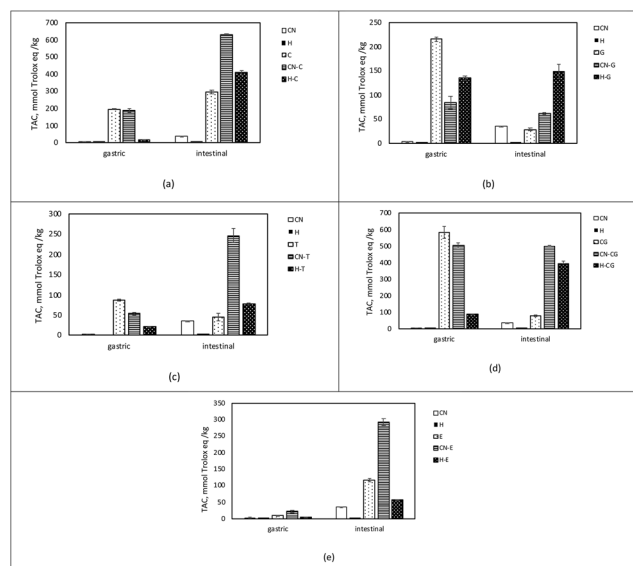 TAC, mmol Trolox eq /kg
700
600
500
400
300
200
100
0
gastric
intestinal
CN
H
C
CN-C
H-C
(a)
TAC, mmol Trolox eq /kg
250
200
150
100
50
0
gastric
intestinal
CN
H
G
CN-G
H-G
(b)
TAC, mmol Trolox eq /kg
300
250
200
150
100
50
0
gastric
intestinal
CN
H
T
CN-T
H-T
(c)
TAC, mmol Trolox eq /kg
700
600
500
400
300
200
100
0
gastric
intestinal
CN
H
CG
CN-CG
H-CG
(d)
TAC, mmol Trolox eq /kg
350
300
250
200
150
100
50
0
gastric
intestinal
CN
H
E
CN-E
H-E
(e)